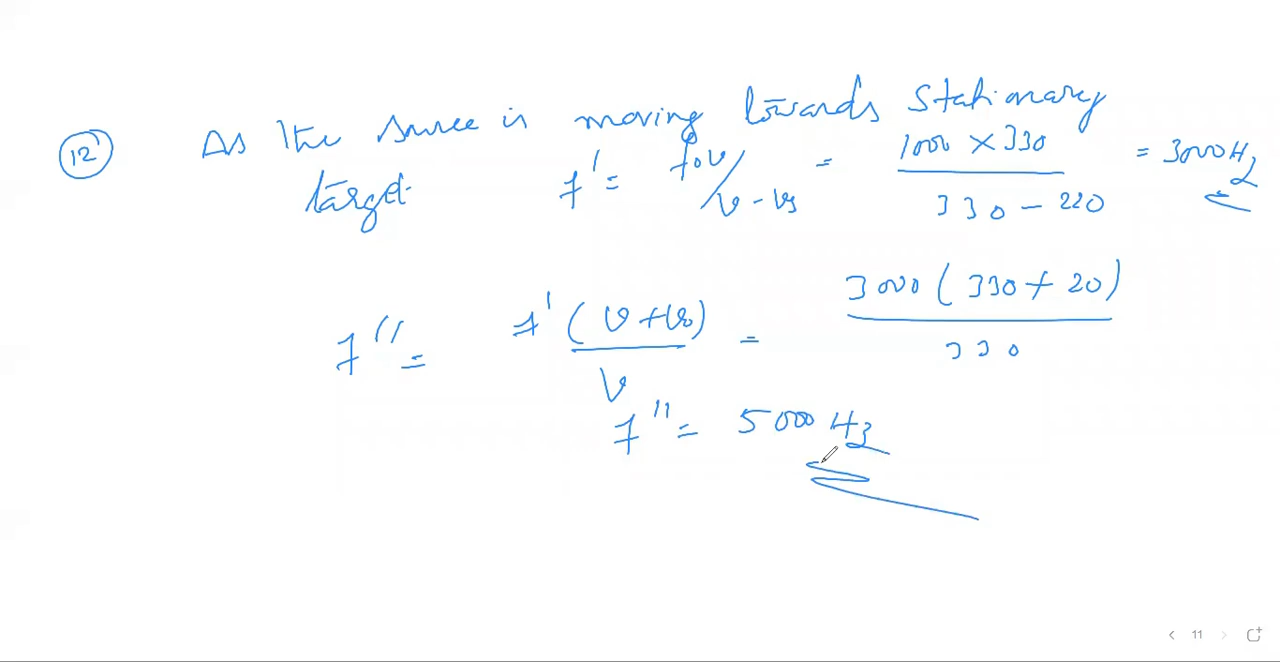 (12) As the source is moving towards Stationary
target. f' = f₀v/v - vs = 1000 × 330 / 330 - 220 = 3000 Hz
f'' = f' (v + v₀) / v = 3000 (330 + 20) / 330
f'' = 5000 Hz
11